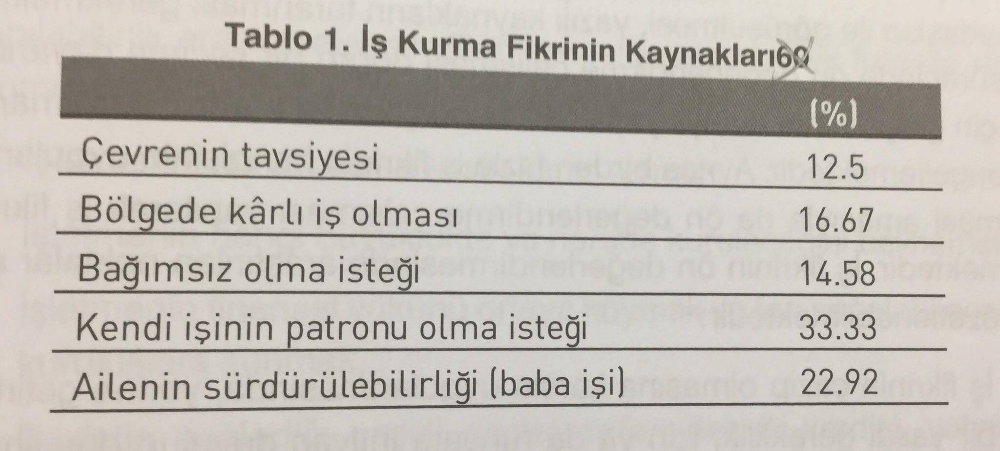 Tablo 1. İş Kurma Fikrinin Kaynakları60
(%)
Çevrenin tavsiyesi 12.5
Bölgede kârlı iş olması 16.67
Bağımsız olma isteği 14.58
Kendi işinin patronu olma isteği 33.33
Ailenin sürdürülebilirliği (baba işi) 22.92